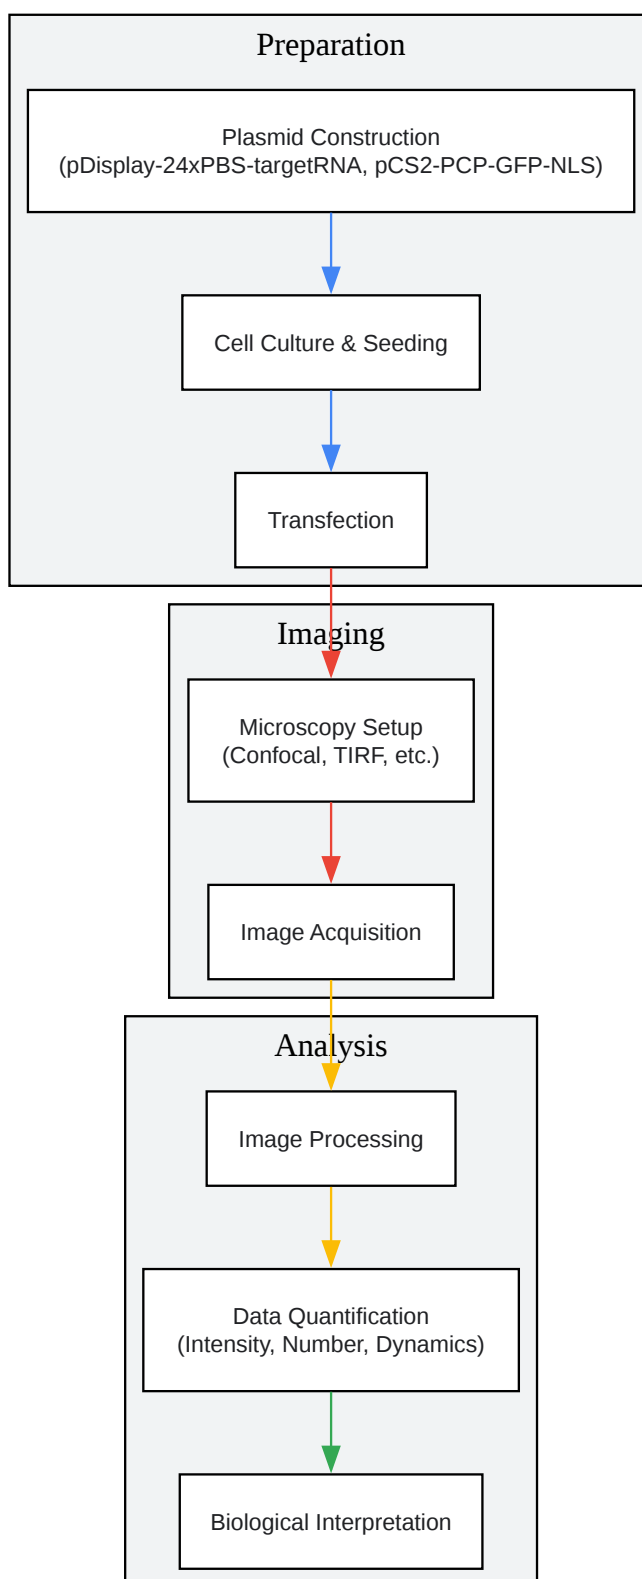 Preparation
Plasmid Construction
(pDisplay-24xPBS-targetRNA, pCS2-PCP-GFP-NLS)
Cell Culture & Seeding
Transfection
Imaging
Microscopy Setup
(Confocal, TIRF, etc.)
Image Acquisition
Analysis
Image Processing
Data Quantification
(Intensity, Number, Dynamics)
Biological Interpretation